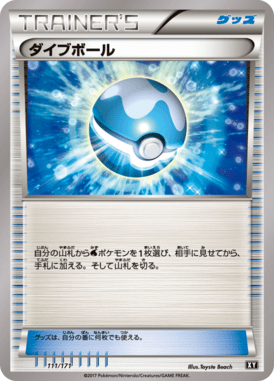 TRAINER'S グッズ
ダイブボール
自分の山札から水ポケモンを1枚選び、相手に見せてから、
手札に加える。そして山札を切る。
グッズは、自分の番に何枚でも使える。
111/171
©2017 Pokémon/Nintendo/Creatures/GAME FREAK.
Illus.Toyste Beach
XY